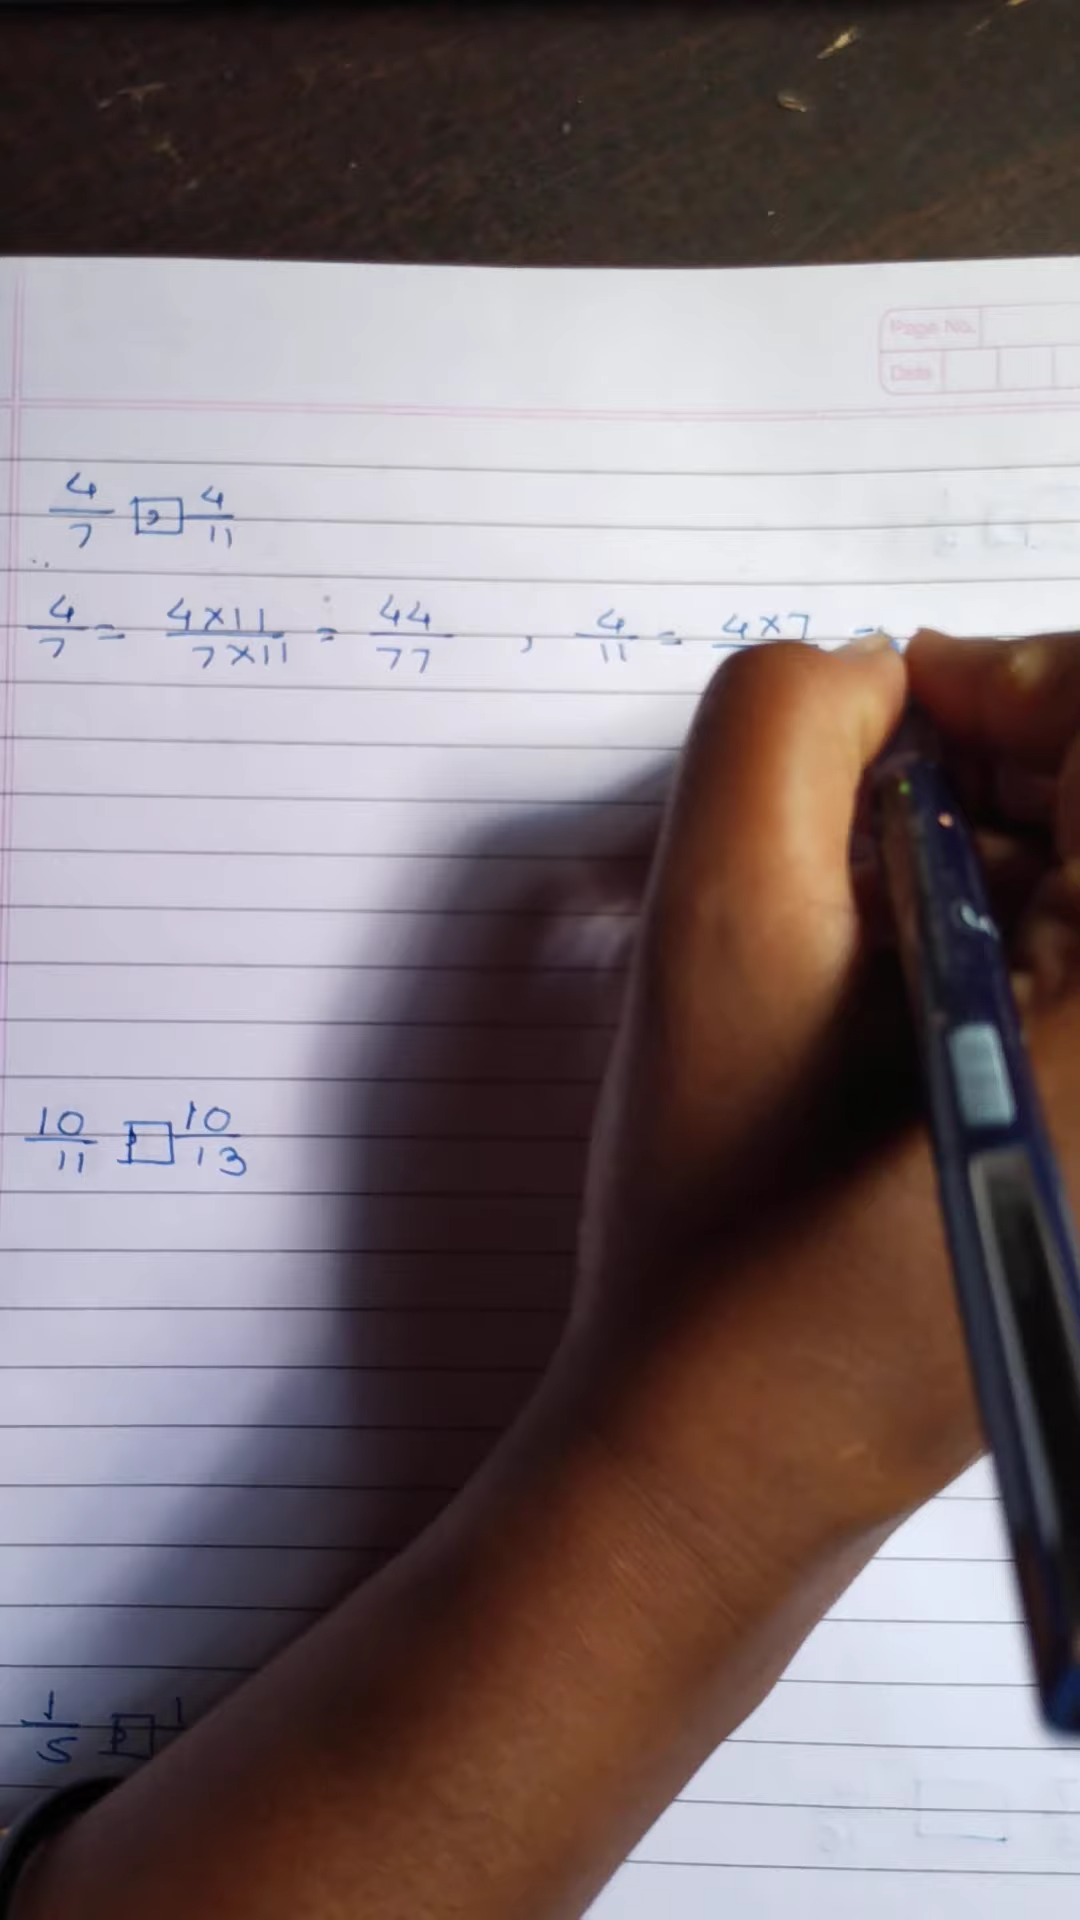 Page No.
Date
4/7 □ 4/11
4/7 = 4×11/7×11 = 44/77 , 4/11 = 4×7/ =
10/11 □ 10/13
1/5 □ 1